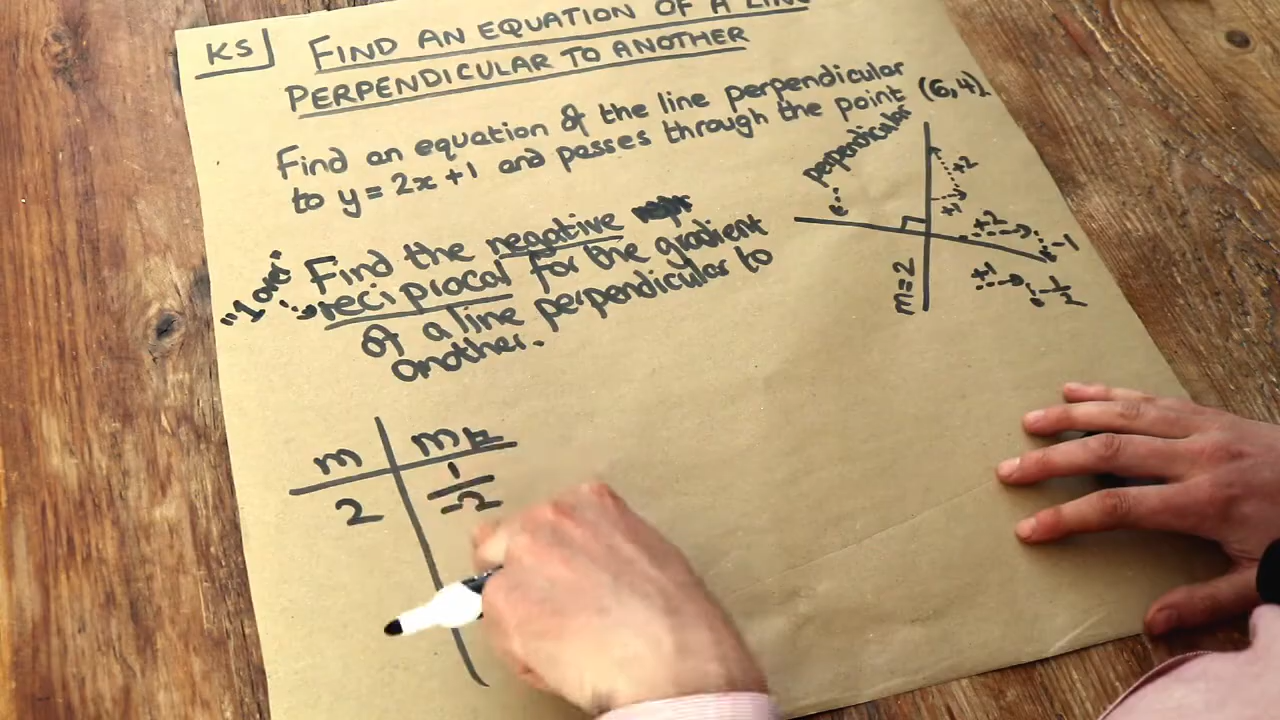 KS
FIND AN EQUATION OF A LINE
PERPENDICULAR TO ANOTHER
Find an equation of the line perpendicular
to y = 2x + 1 and passes through the point (6,4).
"1 over"
Find the negative
reciprocal for the gradient
of a line perpendicular to
another.
perpendicular
+2
+1
+2
-1
+1
-1/2
m=2
m
m⊥
2
1
-2